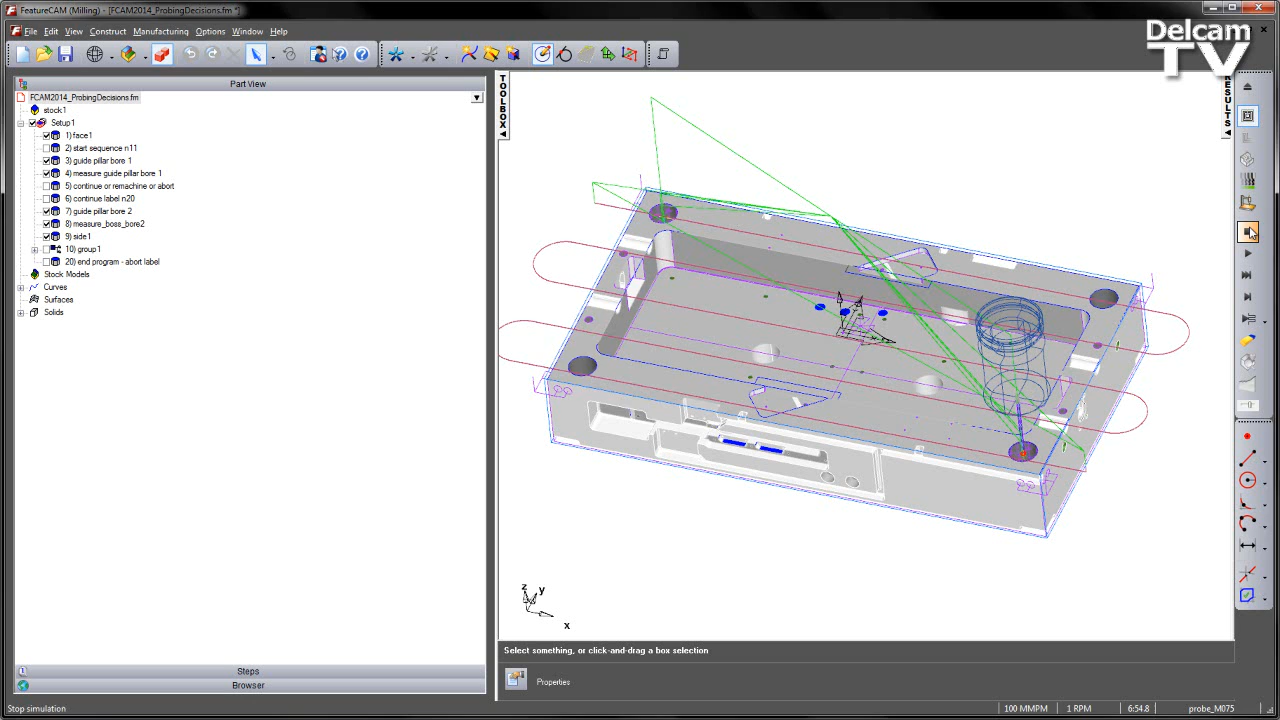 FeatureCAM (Milling) - [FCAM2014_ProbingDecisions.fm *]
File Edit View Construct Manufacturing Options Window Help
Delcam
TV
Part View
TOOLBOX
RESULTS
FCAM2014_ProbingDecisions.fm
stock1
Setup1
1) face1
2) start sequence n11
3) guide pillar bore 1
4) measure guide pillar bore 1
5) continue or remachine or abort
6) continue label n20
7) guide pillar bore 2
8) measure_boss_bore2
9) side1
10) group1
20) end program - abort label
Stock Models
Curves
Surfaces
Solids
z
y
x
Select something, or click-and-drag a box selection
Steps
Properties
Browser
Stop simulation
100 MMPM
1 RPM
6:54.8
probe_M075